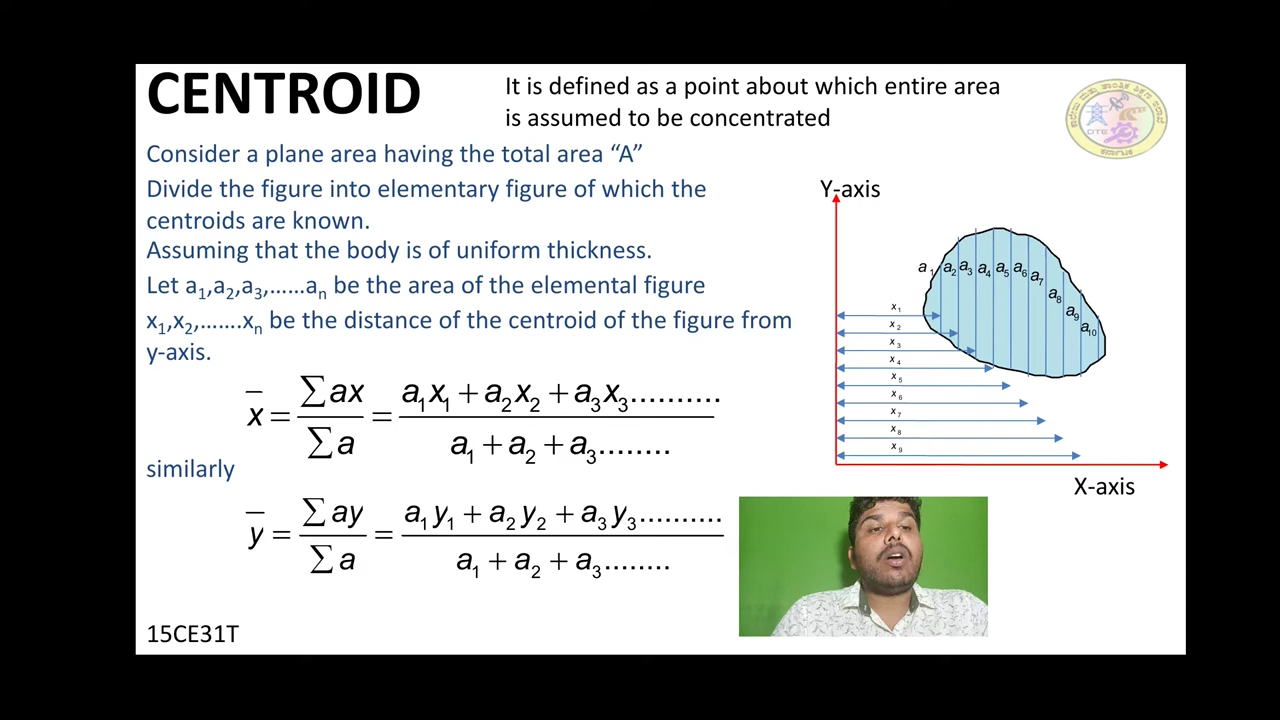 CENTROID
It is defined as a point about which entire area
is assumed to be concentrated
DTE
Consider a plane area having the total area “A”
Divide the figure into elementary figure of which the
centroids are known.
Assuming that the body is of uniform thickness.
Let a₁,a₂,a₃,......aₙ be the area of the elemental figure
x₁,x₂,.......xₙ be the distance of the centroid of the figure from
y-axis.
x̅ = ∑ax / ∑a = a₁x₁ + a₂x₂ + a₃x₃.......... / a₁ + a₂ + a₃........
similarly
y̅ = ∑ay / ∑a = a₁y₁ + a₂y₂ + a₃y₃.......... / a₁ + a₂ + a₃........
15CE31T
Y-axis
a₁ a₂ a₃ a₄ a₅ a₆ a₇ a₈ a₉ a₁₀
x₁
x₂
x₃
x₄
x₅
x₆
x₇
x₈
x₉
X-axis